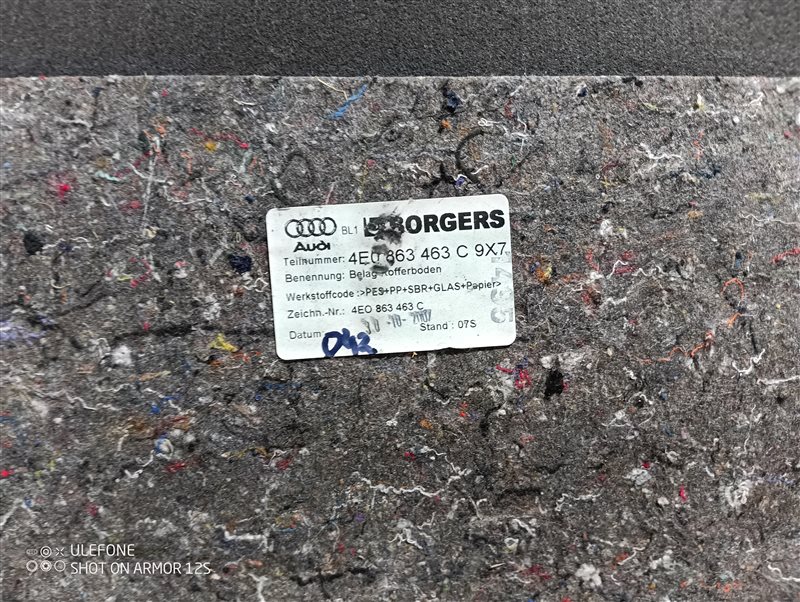 BL1 BORGERS
Audi
Teilnummer: 4E0 863 463 C 9X7
Benennung: Belag Kofferboden
Werkstoffcode: >PES+PP+SBR+GLAS+Papier>
Zeichn.-Nr.: 4E0 863 463 C
Datum Stand : 07S
042
ULEFONE
SHOT ON ARMOR 12S